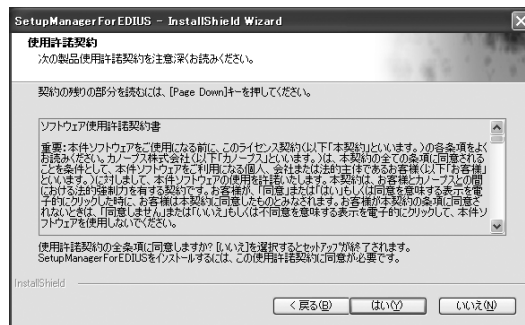 SetupManagerForEDIUS - InstallShield Wizard
使用許諾契約
次の製品使用許諾契約を注意深くお読みください。
契約の残りの部分を読むには、[Page Down]キーを押してください。
ソフトウェア使用許諾契約書
重要:本件ソフトウェアをご使用になる前に、このライセンス契約(以下「本契約」といいます。)の各条項をよく
お読みください。カノープス株式会社(以下「カノープス」といいます。)は、本契約の全ての条項に同意される
ことを条件として、本件ソフトウェアをご利用になる個人、会社または法的主体であるお客様(以下「お客様」
といいます。)に対しまして、本件ソフトウェアの使用を許諾いたします。本契約は、お客様とカノープスとの間
における法的強制力を有する契約です。お客様が、「同意」または「はい」もしくは同意を意味する表示を電
子的にクリックした時に、お客様は本契約に同意したものとみなされます。お客様が本契約の条項に同意さ
れないときは、「同意しません」または「いいえ」もしくは不同意を意味する表示を電子的にクリックして、本件ソ
フトウェアを使用しないでください。
使用許諾契約の全条項に同意しますか?[いいえ]を選択するとセットアップが終了されます。
SetupManagerForEDIUSをインストールするには、この使用許諾契約に同意が必要です。
InstallShield
< 戻る(B)
はい(Y)
いいえ(N)